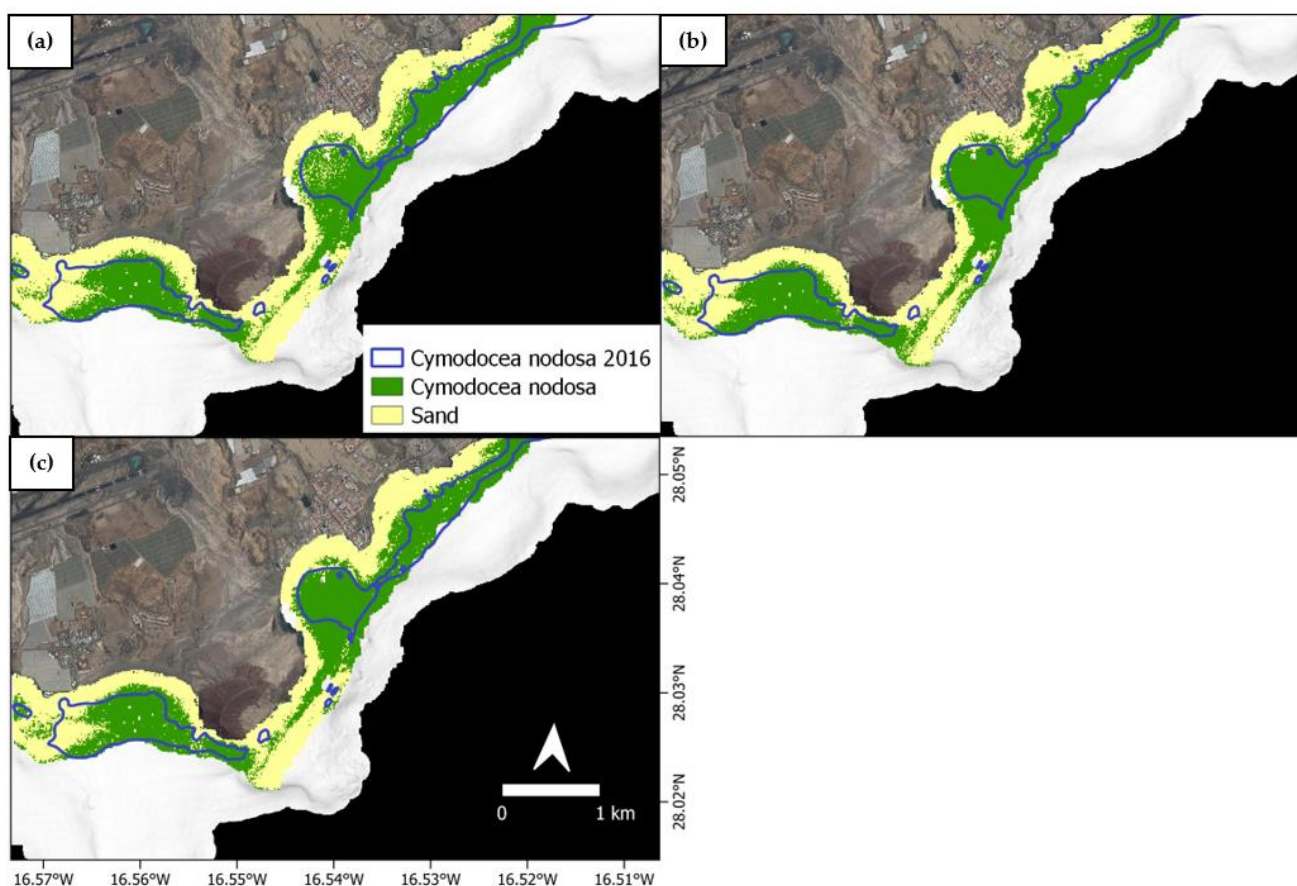 (a)
(b)
Cymodocea nodosa 2016
Cymodocea nodosa
Sand
(c)
28.05°N
28.04°N
28.03°N
28.02°N
0 1 km
16.57°W 16.56°W 16.55°W 16.54°W 16.53°W 16.52°W 16.51°W